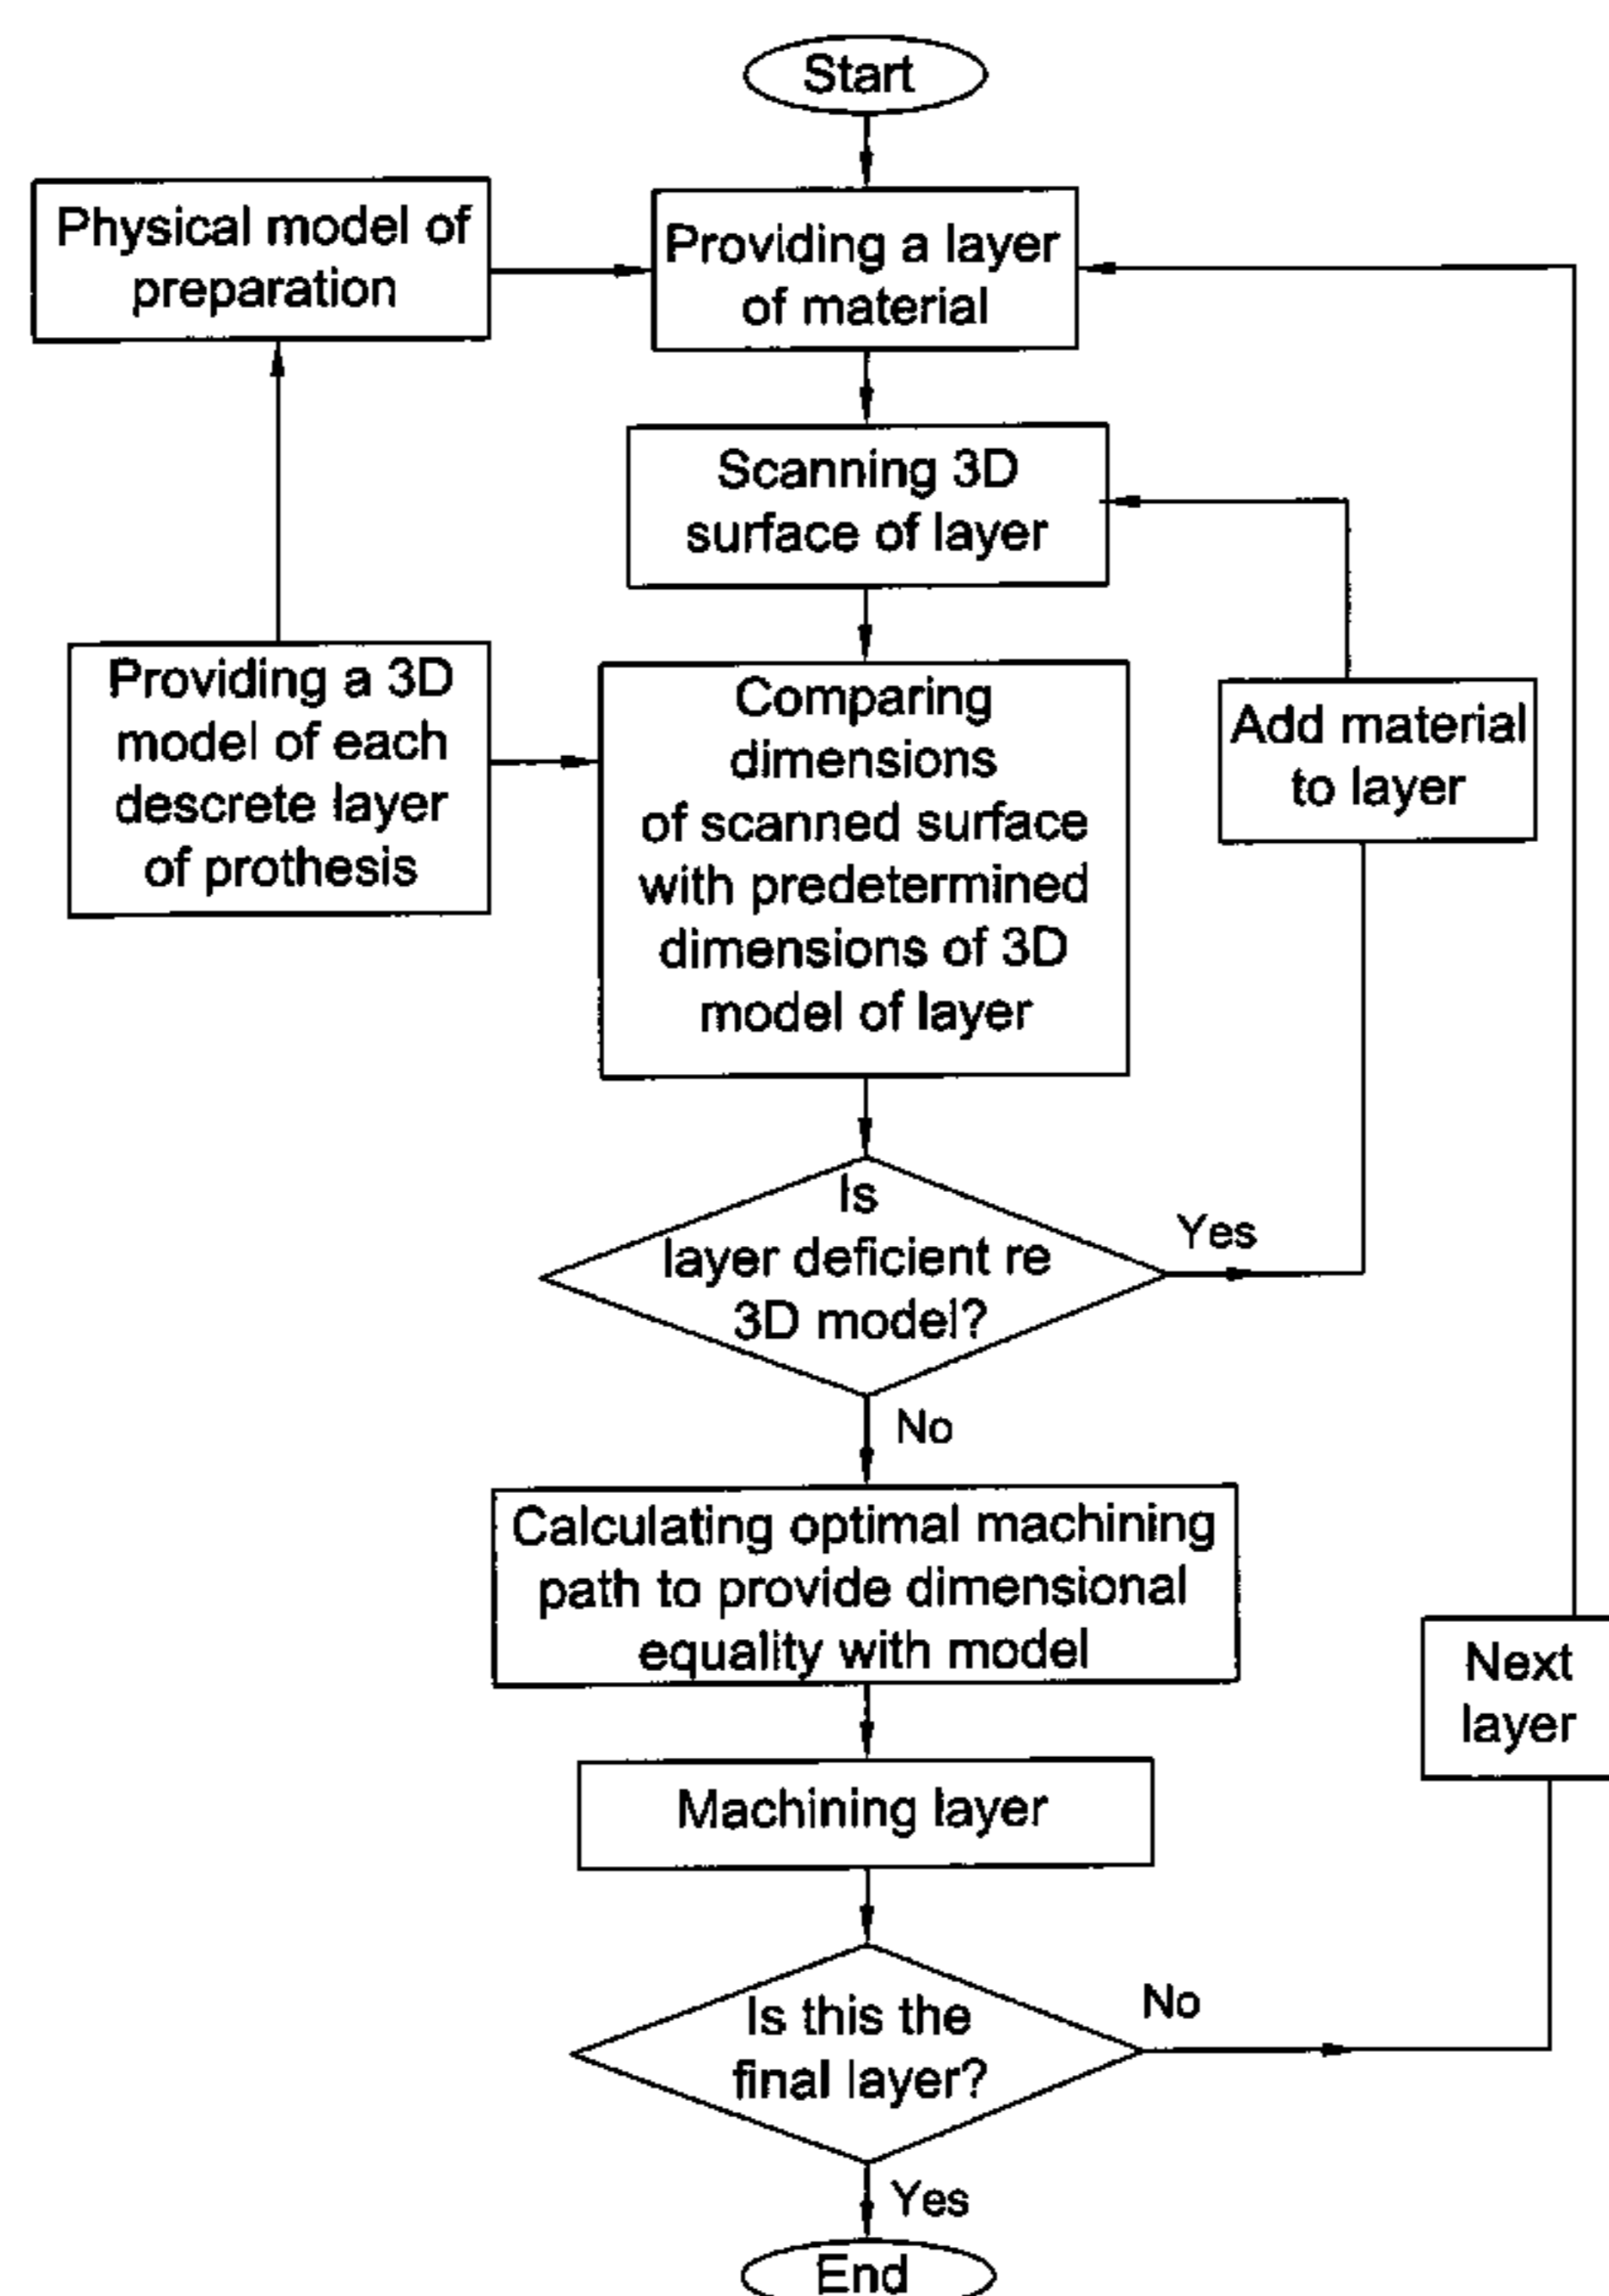 Start
Physical model of
preparation
Providing a layer
of material
Scanning 3D
surface of layer
Providing a 3D
model of each
descrete layer
of prothesis
Comparing
dimensions
of scanned surface
with predetermined
dimensions of 3D
model of layer
Add material
to layer
Is
layer deficient re
3D model?
Yes
No
Calculating optimal machining
path to provide dimensional
equality with model
Next
layer
Machining layer
Is this the
final layer?
No
Yes
End